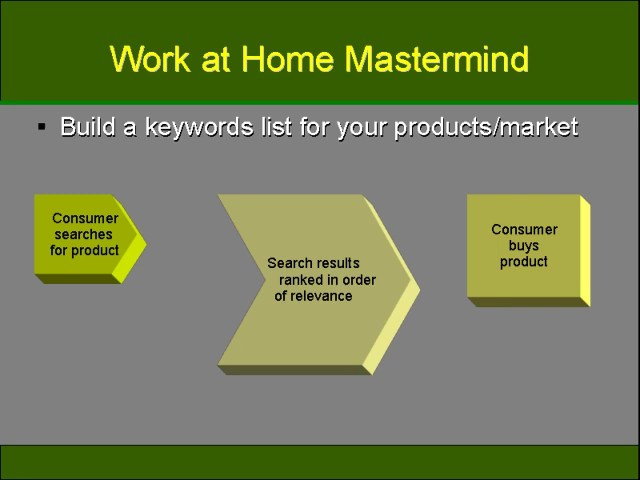 Work at Home Mastermind
▪ Build a keywords list for your products/market
Consumer
searches
for product
Search results
ranked in order
of relevance
Consumer
buys
product